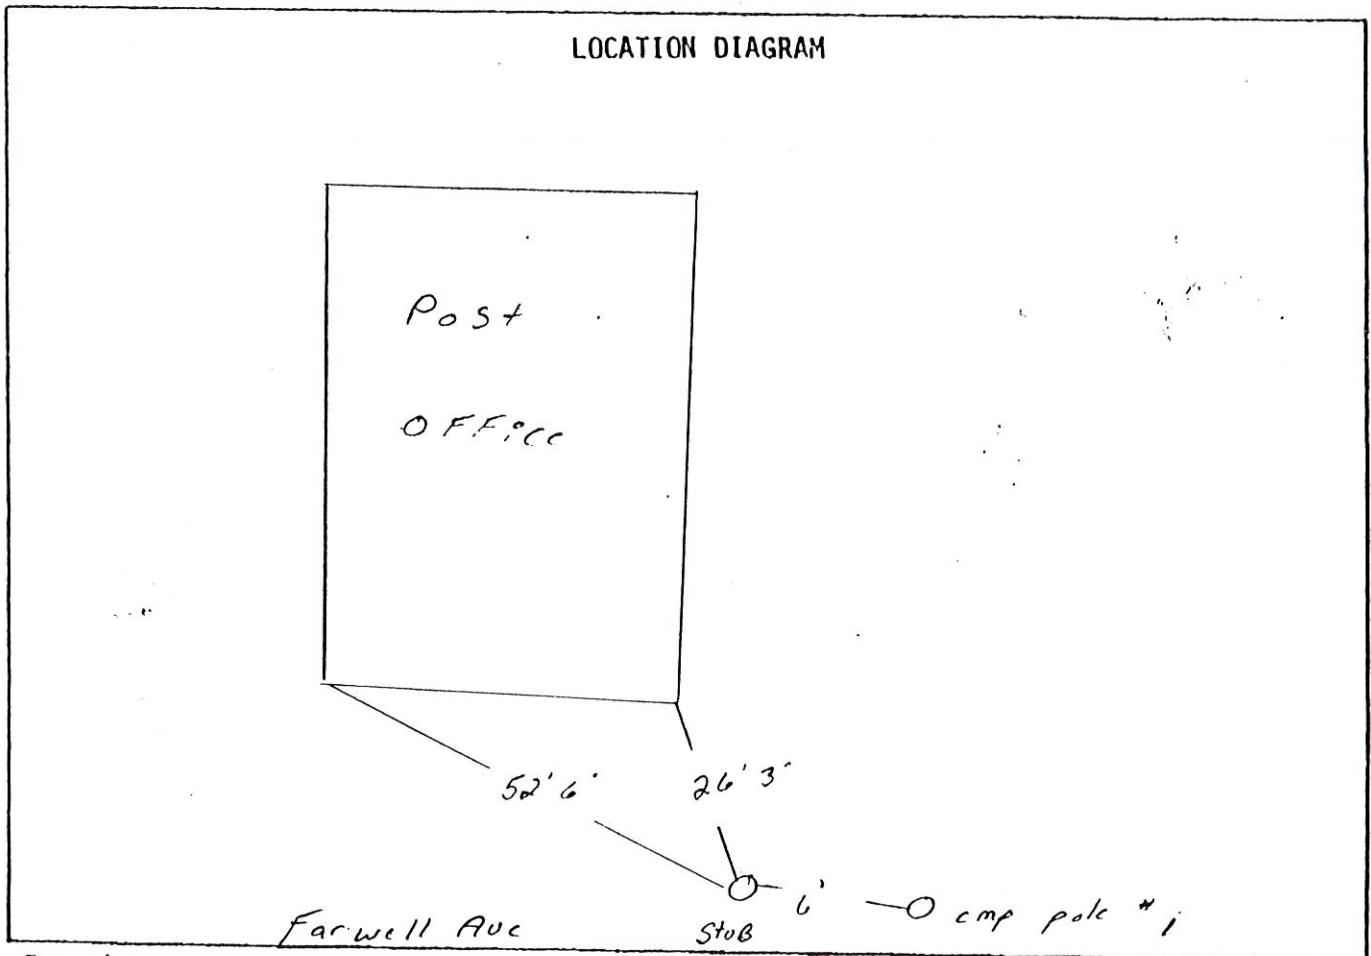 LOCATION DIAGRAM
Post
Office
52' 6"
26' 3"
6'
cmp pole # 1
Farwell Ave
Stub